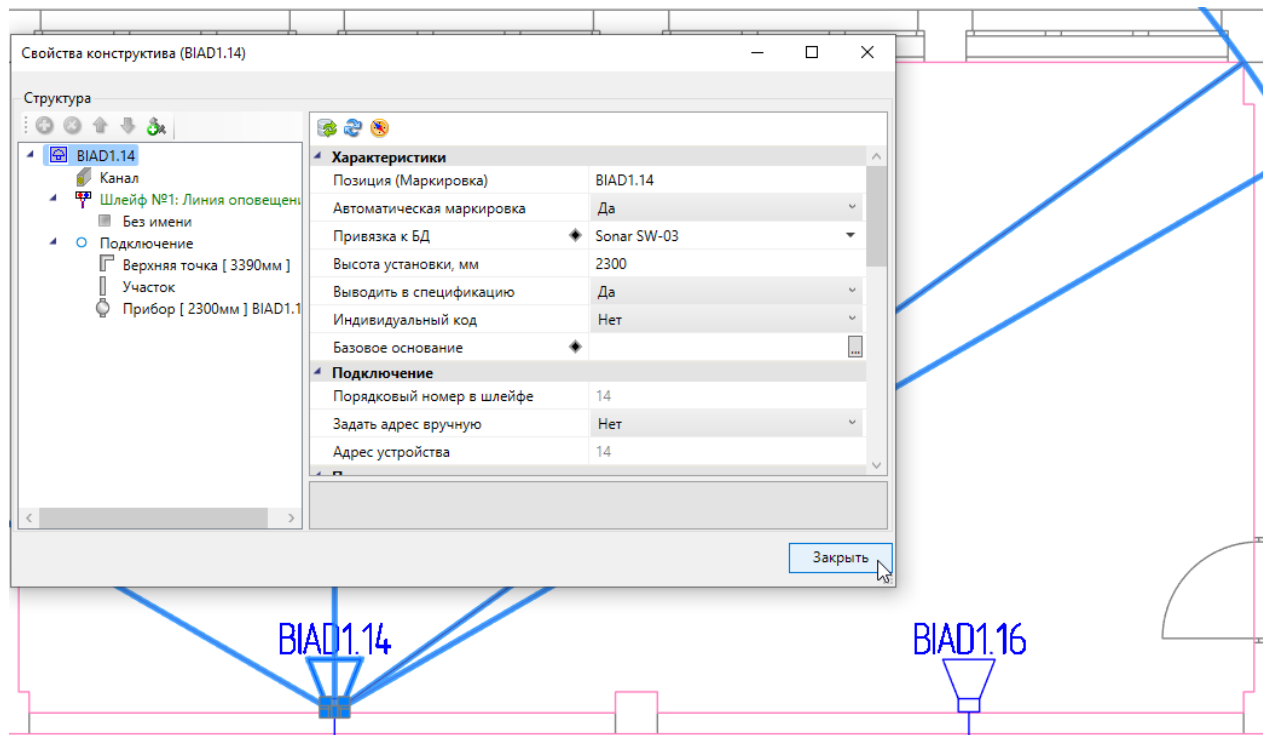 Свойства конструктива (BIAD1.14)
Структура
BIAD1.14
Канал
Шлейф №1: Линия оповещен
Без имени
Подключение
Верхняя точка [ 3390мм ]
Участок
Прибор [ 2300мм ] BIAD1.1
Характеристики
Позиция (Маркировка) BIAD1.14
Автоматическая маркировка Да
Привязка к БД Sonar SW-03
Высота установки, мм 2300
Выводить в спецификацию Да
Индивидуальный код Нет
Базовое основание ...
Подключение
Порядковый номер в шлейфе 14
Задать адрес вручную Нет
Адрес устройства 14
Закрыть
BIAD1.14
BIAD1.16